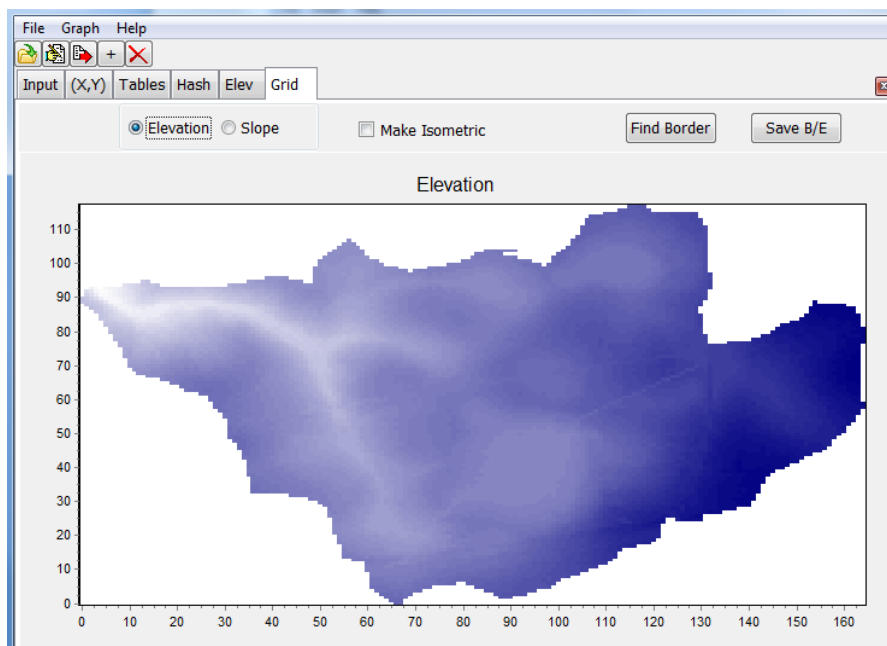 File Graph Help
+
Input (X,Y) Tables Hash Elev Grid
Elevation Slope Make Isometric Find Border Save B/E
Elevation
110
100
90
80
70
60
50
40
30
20
10
0
0 10 20 30 40 50 60 70 80 90 100 110 120 130 140 150 160